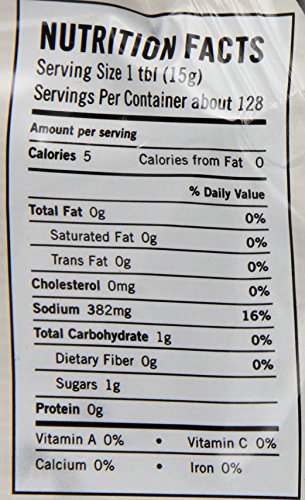 NUTRITION FACTS
Serving Size 1 tbl (15g)
Servings Per Container about 128
Amount per serving
Calories 5 Calories from Fat 0
% Daily Value
Total Fat 0g 0%
Saturated Fat 0g 0%
Trans Fat 0g 0%
Cholesterol 0mg 0%
Sodium 382mg 16%
Total Carbohydrate 1g 0%
Dietary Fiber 0g 0%
Sugars 1g
Protein 0g
Vitamin A 0% • Vitamin C 0%
Calcium 0% • Iron 0%